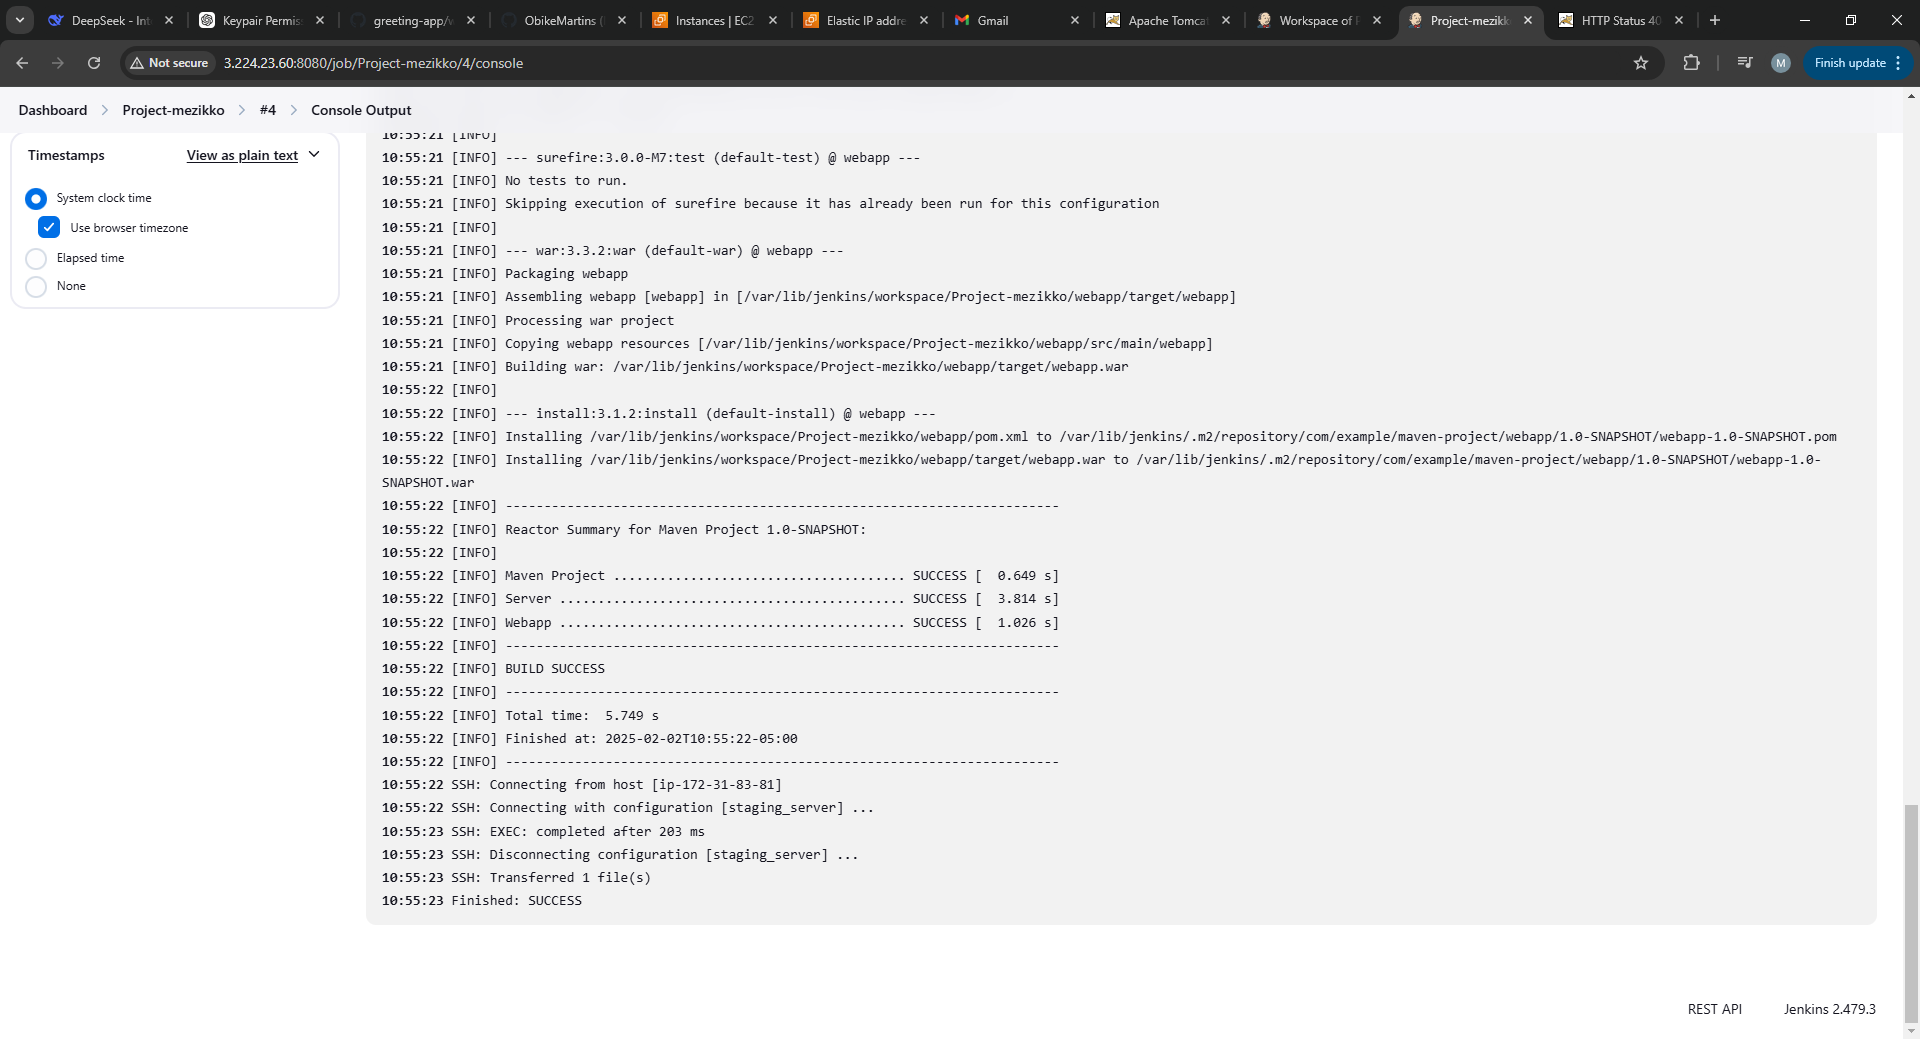 DeepSeek - Int
Keypair Permis
greeting-app/w
ObikeMartins (
Instances | EC2
Elastic IP addre
Gmail
Apache Tomca
Workspace of P
Project-mezikk
HTTP Status 40
Not secure
3.224.23.60:8080/job/Project-mezikko/4/console
M
Finish update
Dashboard > Project-mezikko > #4 > Console Output
Timestamps
View as plain text
System clock time
Use browser timezone
Elapsed time
None
10:55:21 [INFO]
10:55:21 [INFO] --- surefire:3.0.0-M7:test (default-test) @ webapp ---
10:55:21 [INFO] No tests to run.
10:55:21 [INFO] Skipping execution of surefire because it has already been run for this configuration
10:55:21 [INFO]
10:55:21 [INFO] --- war:3.3.2:war (default-war) @ webapp ---
10:55:21 [INFO] Packaging webapp
10:55:21 [INFO] Assembling webapp [webapp] in [/var/lib/jenkins/workspace/Project-mezikko/webapp/target/webapp]
10:55:21 [INFO] Processing war project
10:55:21 [INFO] Copying webapp resources [/var/lib/jenkins/workspace/Project-mezikko/webapp/src/main/webapp]
10:55:21 [INFO] Building war: /var/lib/jenkins/workspace/Project-mezikko/webapp/target/webapp.war
10:55:22 [INFO]
10:55:22 [INFO] --- install:3.1.2:install (default-install) @ webapp ---
10:55:22 [INFO] Installing /var/lib/jenkins/workspace/Project-mezikko/webapp/pom.xml to /var/lib/jenkins/.m2/repository/com/example/maven-project/webapp/1.0-SNAPSHOT/webapp-1.0-SNAPSHOT.pom
10:55:22 [INFO] Installing /var/lib/jenkins/workspace/Project-mezikko/webapp/target/webapp.war to /var/lib/jenkins/.m2/repository/com/example/maven-project/webapp/1.0-SNAPSHOT/webapp-1.0-
SNAPSHOT.war
10:55:22 [INFO] ------------------------------------------------------------------------
10:55:22 [INFO] Reactor Summary for Maven Project 1.0-SNAPSHOT:
10:55:22 [INFO]
10:55:22 [INFO] Maven Project ...................................... SUCCESS [  0.649 s]
10:55:22 [INFO] Server ............................................. SUCCESS [  3.814 s]
10:55:22 [INFO] Webapp ............................................. SUCCESS [  1.026 s]
10:55:22 [INFO] ------------------------------------------------------------------------
10:55:22 [INFO] BUILD SUCCESS
10:55:22 [INFO] ------------------------------------------------------------------------
10:55:22 [INFO] Total time:  5.749 s
10:55:22 [INFO] Finished at: 2025-02-02T10:55:22-05:00
10:55:22 [INFO] ------------------------------------------------------------------------
10:55:22 SSH: Connecting from host [ip-172-31-83-81]
10:55:22 SSH: Connecting with configuration [staging_server] ...
10:55:23 SSH: EXEC: completed after 203 ms
10:55:23 SSH: Disconnecting configuration [staging_server] ...
10:55:23 SSH: Transferred 1 file(s)
10:55:23 Finished: SUCCESS
REST API
Jenkins 2.479.3